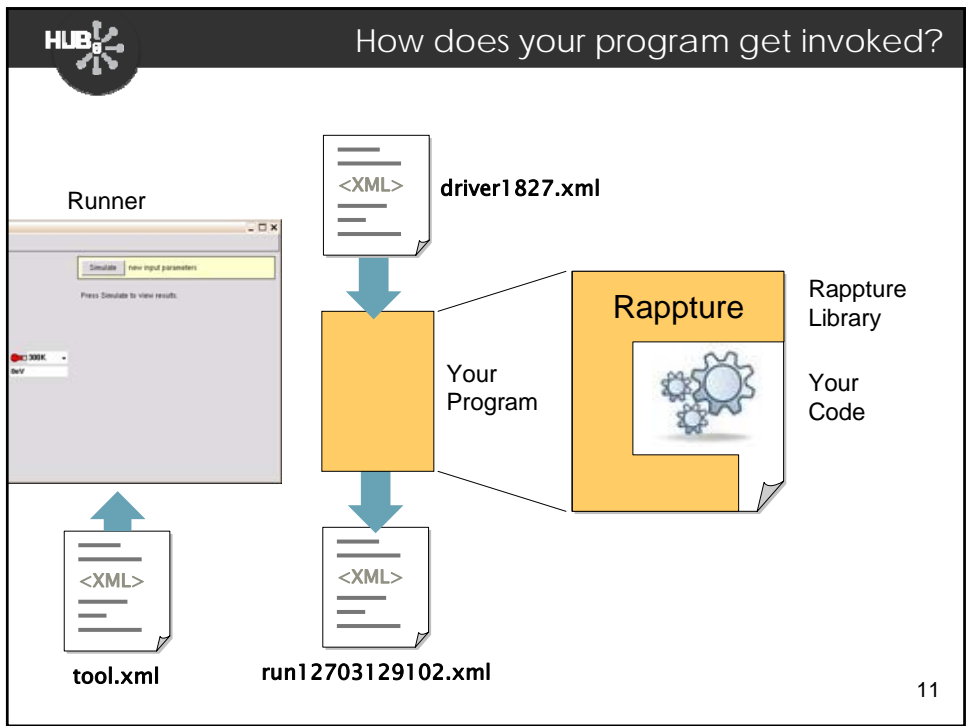 HUB
How does your program get invoked?
<XML>
driver1827.xml
Runner
Simulate
new input parameters
Press Simulate to view results.
300K
0eV
Your
Program
Rappture
Rappture
Library
Your
Code
<XML>
tool.xml
<XML>
run12703129102.xml
11